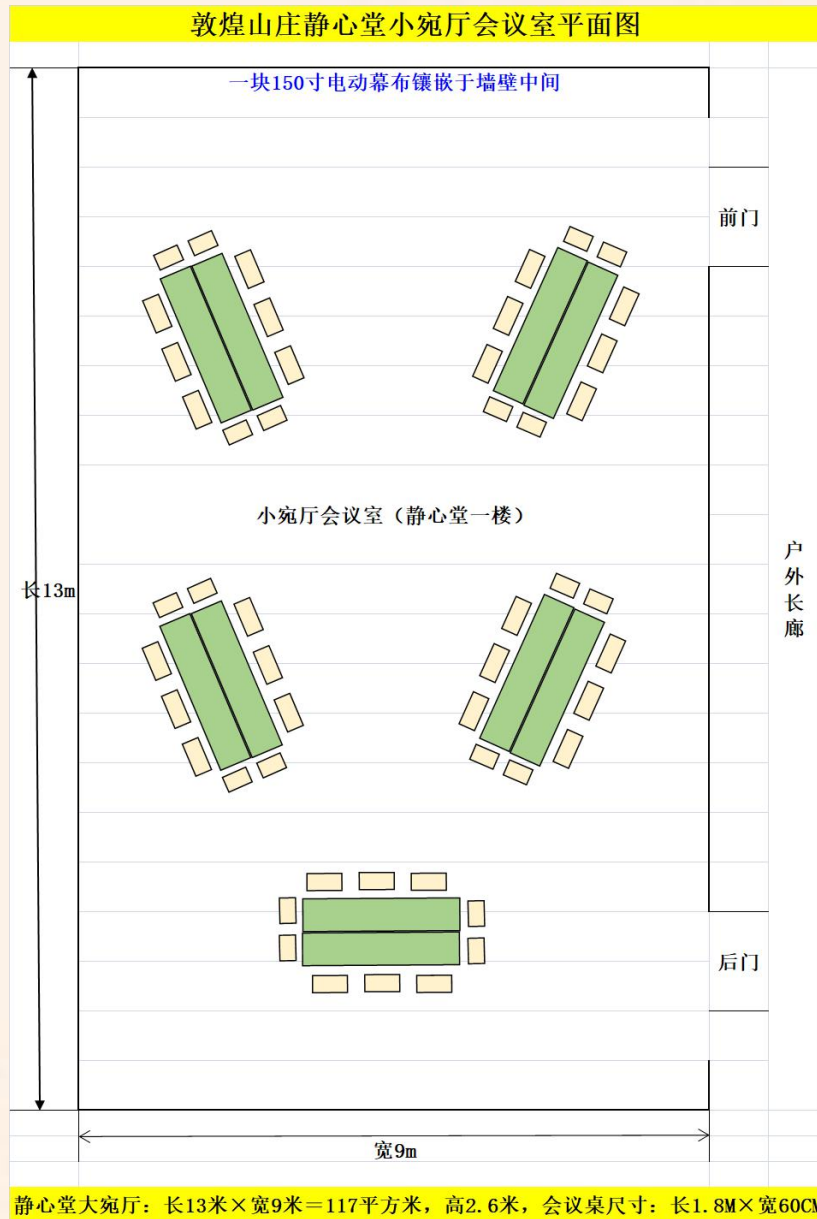 敦煌山庄静心堂小宛厅会议室平面图
一块150寸电动幕布镶嵌于墙壁中间
前门
小宛厅会议室（静心堂一楼）
长13m
户外长廊
后门
宽9m
静心堂大宛厅：长13米×宽9米＝117平方米，高2.6米，会议桌尺寸：长1.8M×宽60CM